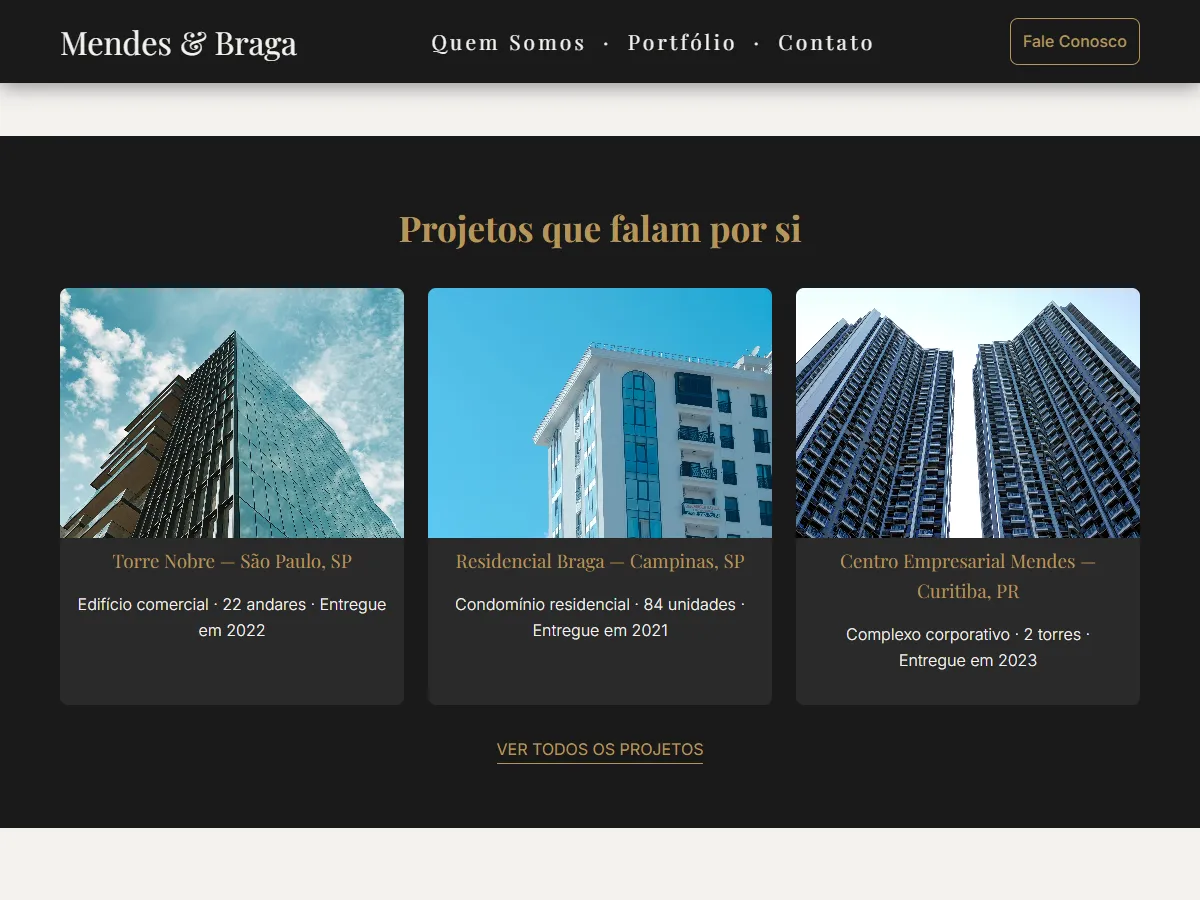 Mendes & Braga
Quem Somos · Portfólio · Contato
Fale Conosco
Projetos que falam por si
Torre Nobre — São Paulo, SP
Edifício comercial · 22 andares · Entregue
em 2022
Residencial Braga — Campinas, SP
Condomínio residencial · 84 unidades ·
Entregue em 2021
Centro Empresarial Mendes —
Curitiba, PR
Complexo corporativo · 2 torres ·
Entregue em 2023
VER TODOS OS PROJETOS